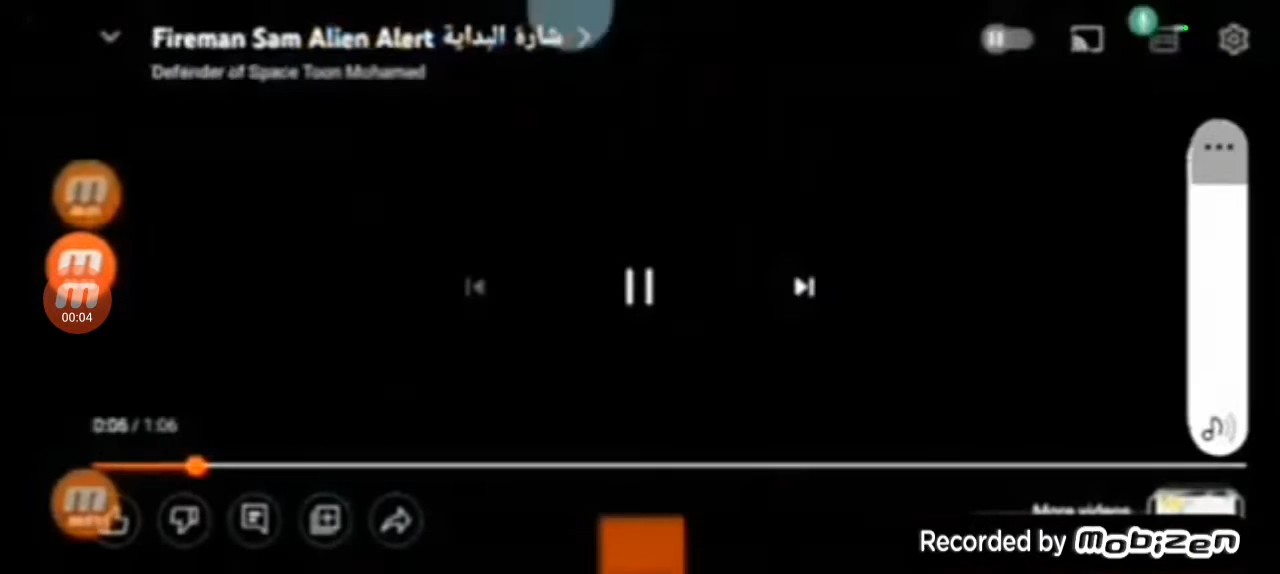 Fireman Sam Alien Alert شارة البداية
Defender of Space Toon Mohamed
00:04
0:06 / 1:06
More videos
Recorded by mobizen